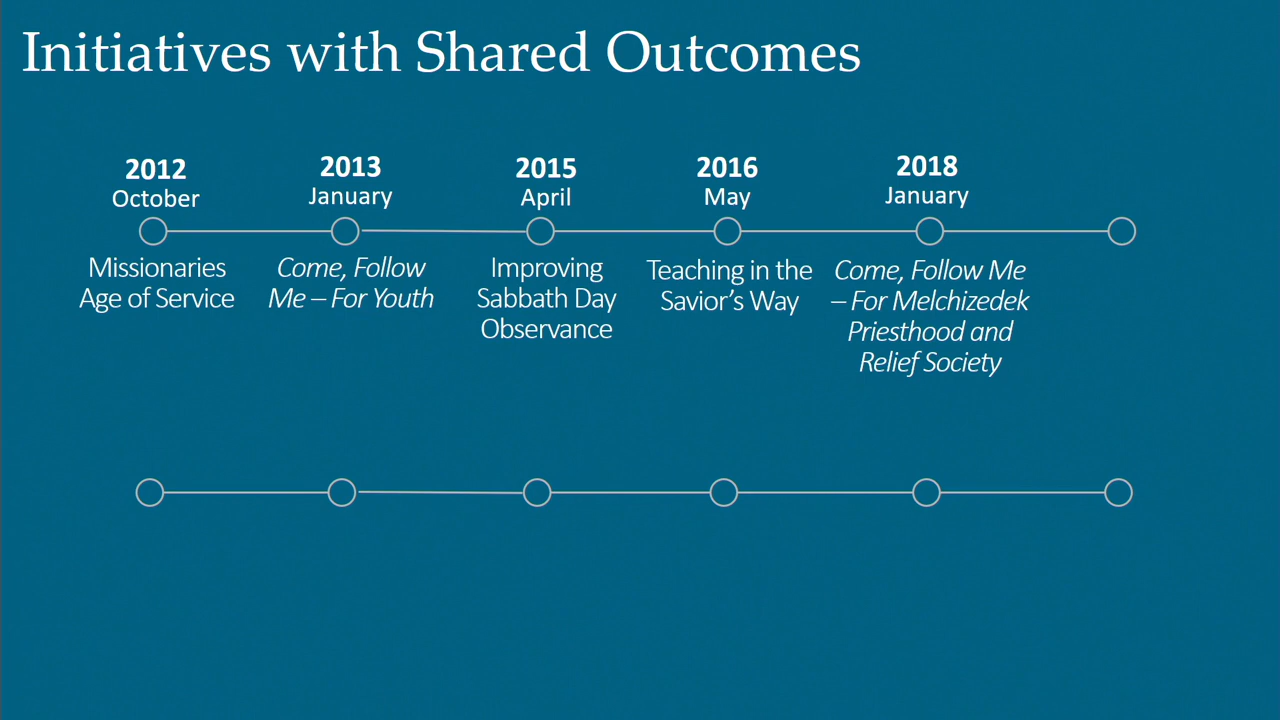 Initiatives with Shared Outcomes
2012
October
2013
January
2015
April
2016
May
2018
January
Missionaries
Age of Service
Come, Follow
Me – For Youth
Improving
Sabbath Day
Observance
Teaching in the
Savior’s Way
Come, Follow Me
– For Melchizedek
Priesthood and
Relief Society